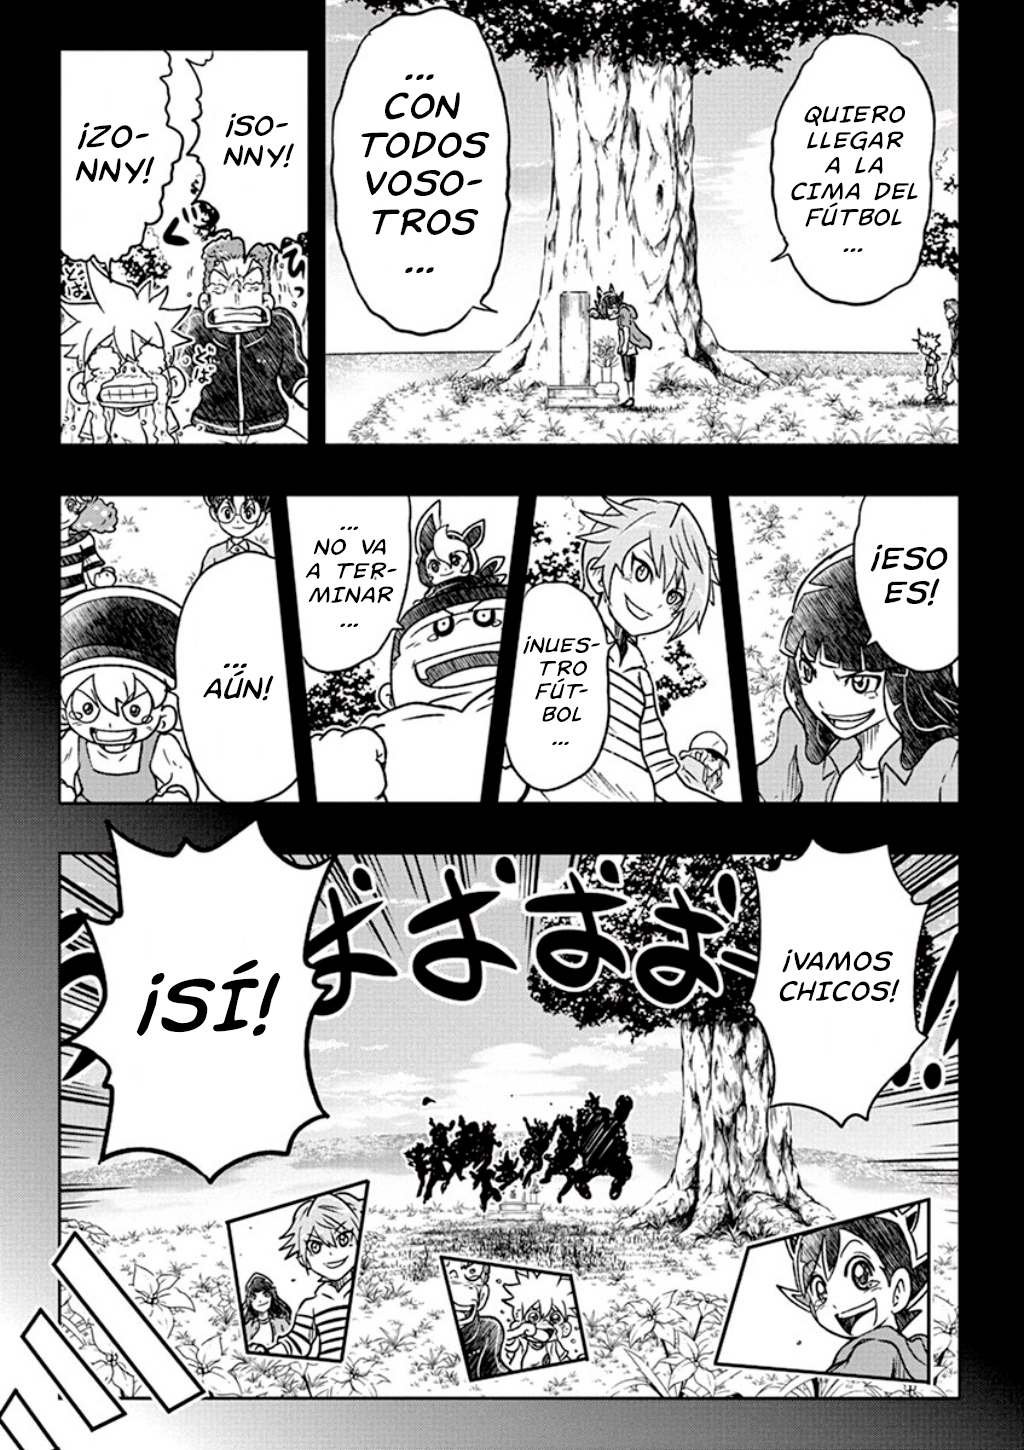 QUIERO
LLEGAR
A LA
CIMA DEL
FÚTBOL
...
...
CON
TODOS
VOSO-
TROS
...
¡SO-
NNY!
¡ZO-
NNY!
¡ESO
ES!
¡NUES-
TRO
FÚT-
BOL
...
...
NO VA
A TER-
MINAR
...
...
AÚN!
¡VAMOS
CHICOS!
¡SÍ!